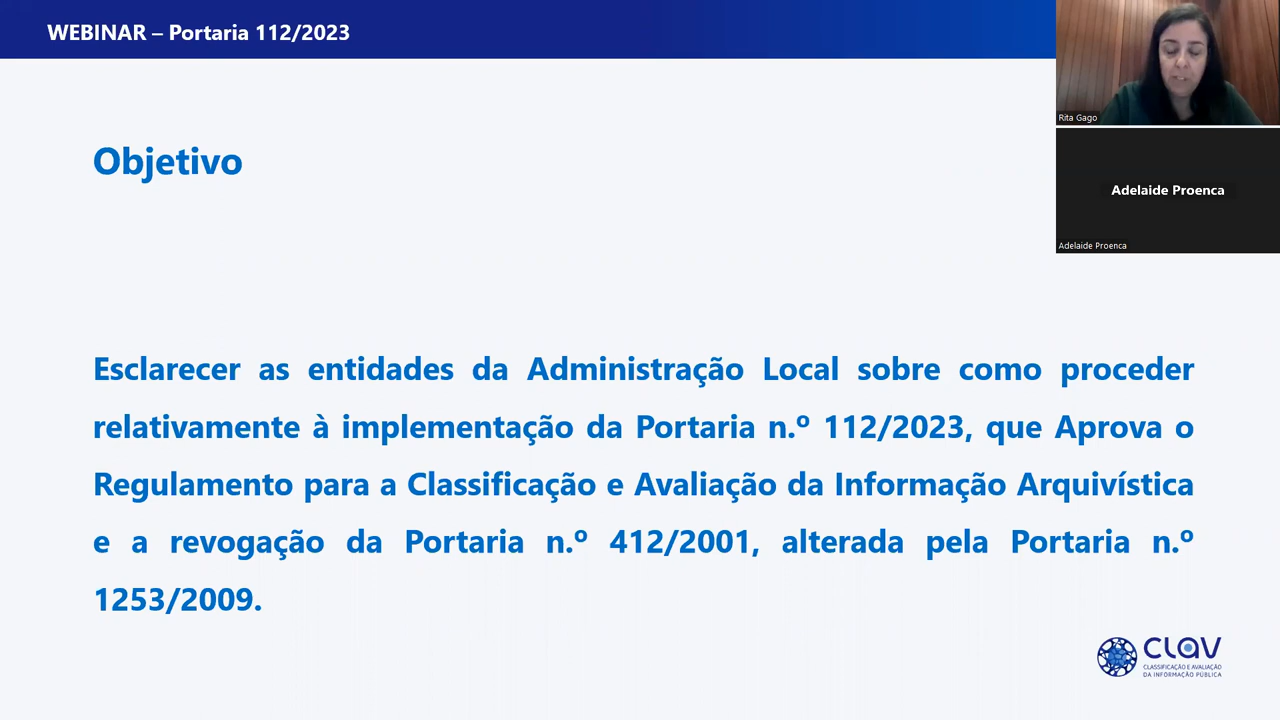 WEBINAR – Portaria 112/2023
Rita Gago
Adelaide Proenca
Adelaide Proenca
Objetivo
Esclarecer as entidades da Administração Local sobre como proceder
relativamente à implementação da Portaria n.º 112/2023, que Aprova o
Regulamento para a Classificação e Avaliação da Informação Arquivística
e a revogação da Portaria n.º 412/2001, alterada pela Portaria n.º
1253/2009.
CLAV
CLASSIFICAÇÃO E AVALIAÇÃO
DA INFORMAÇÃO PÚBLICA